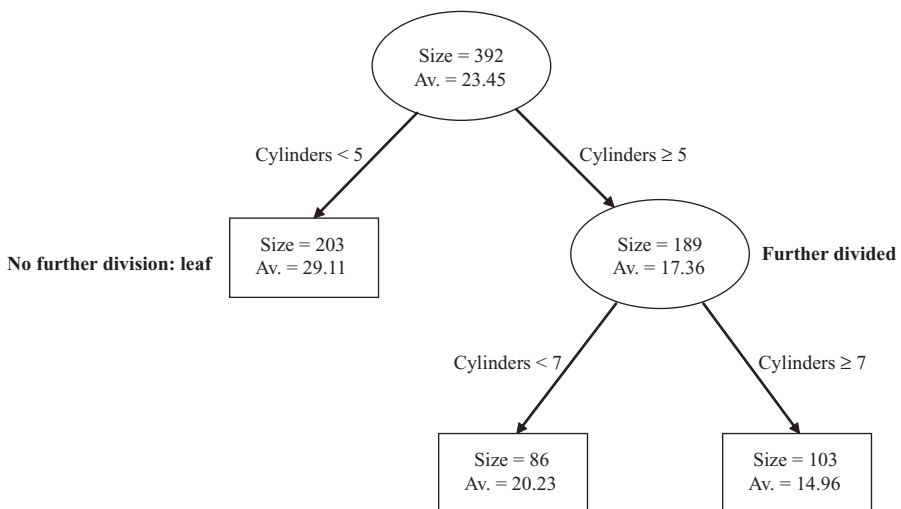 Size = 392
Av. = 23.45
Cylinders < 5
Cylinders ≥ 5
No further division: leaf
Size = 203
Av. = 29.11
Size = 189
Av. = 17.36
Further divided
Cylinders < 7
Cylinders ≥ 7
Size = 86
Av. = 20.23
Size = 103
Av. = 14.96